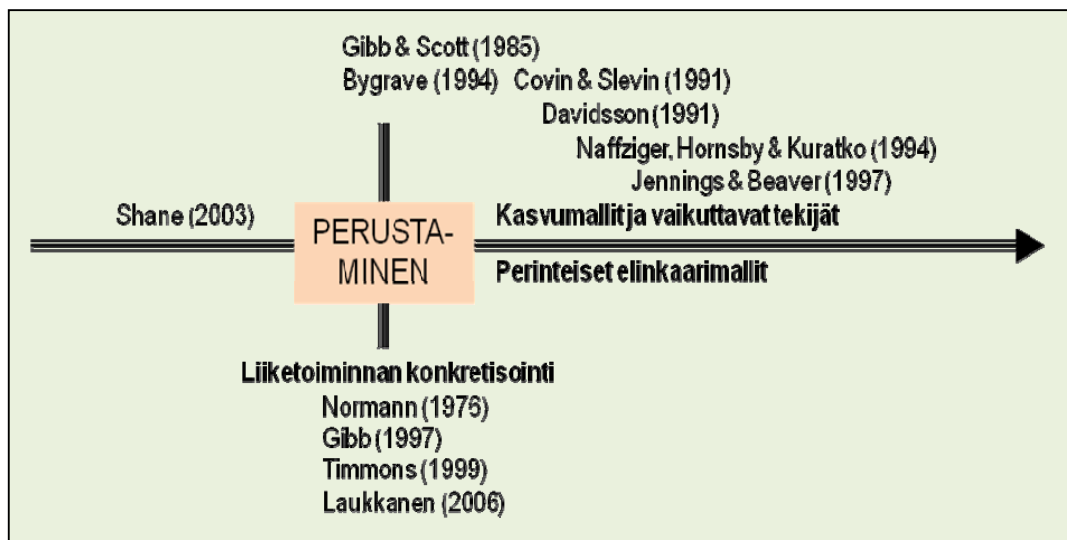 Gibb & Scott (1985)
Bygrave (1994) Covin & Slevin (1991)
Davidsson (1991)
Naffziger, Hornsby & Kuratko (1994)
Jennings & Beaver (1997)
Shane (2003)
PERUSTA-
MINEN
Kasvumallit ja vaikuttavat tekijät
Perinteiset elinkaarimallit
Liiketoiminnan konkretisointi
Normann (1976)
Gibb (1997)
Timmons (1999)
Laukkanen (2006)